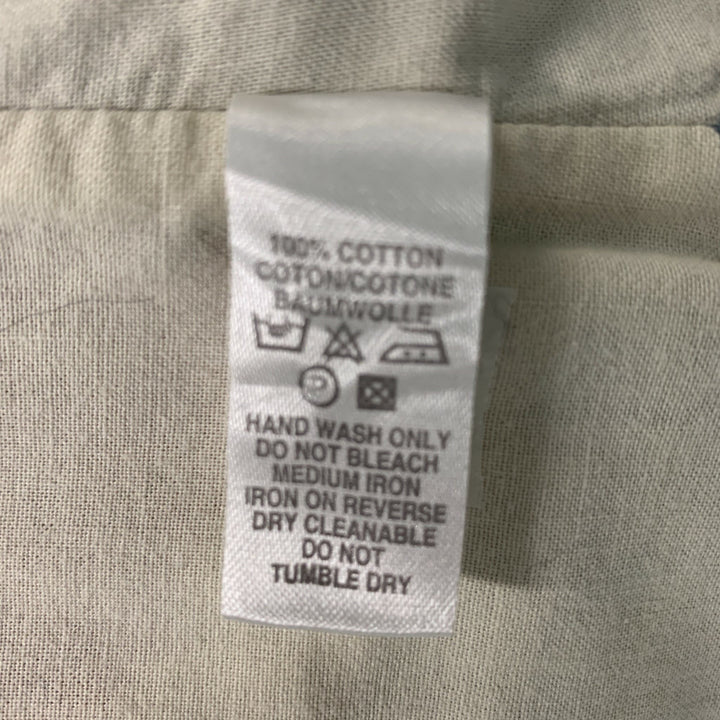 100% COTTON
COTON/COTONE
BAUMWOLLE
HAND WASH ONLY
DO NOT BLEACH
MEDIUM IRON
IRON ON REVERSE
DRY CLEANABLE
DO NOT
TUMBLE DRY